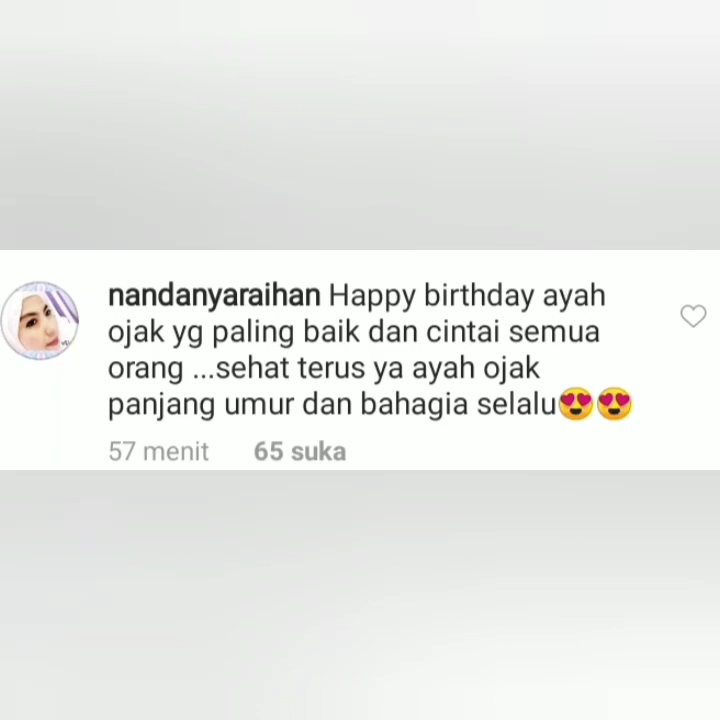 nandanyaraihan Happy birthday ayah
ojak yg paling baik dan cintai semua
orang ...sehat terus ya ayah ojak
panjang umur dan bahagia selalu😍😍
57 menit 65 suka